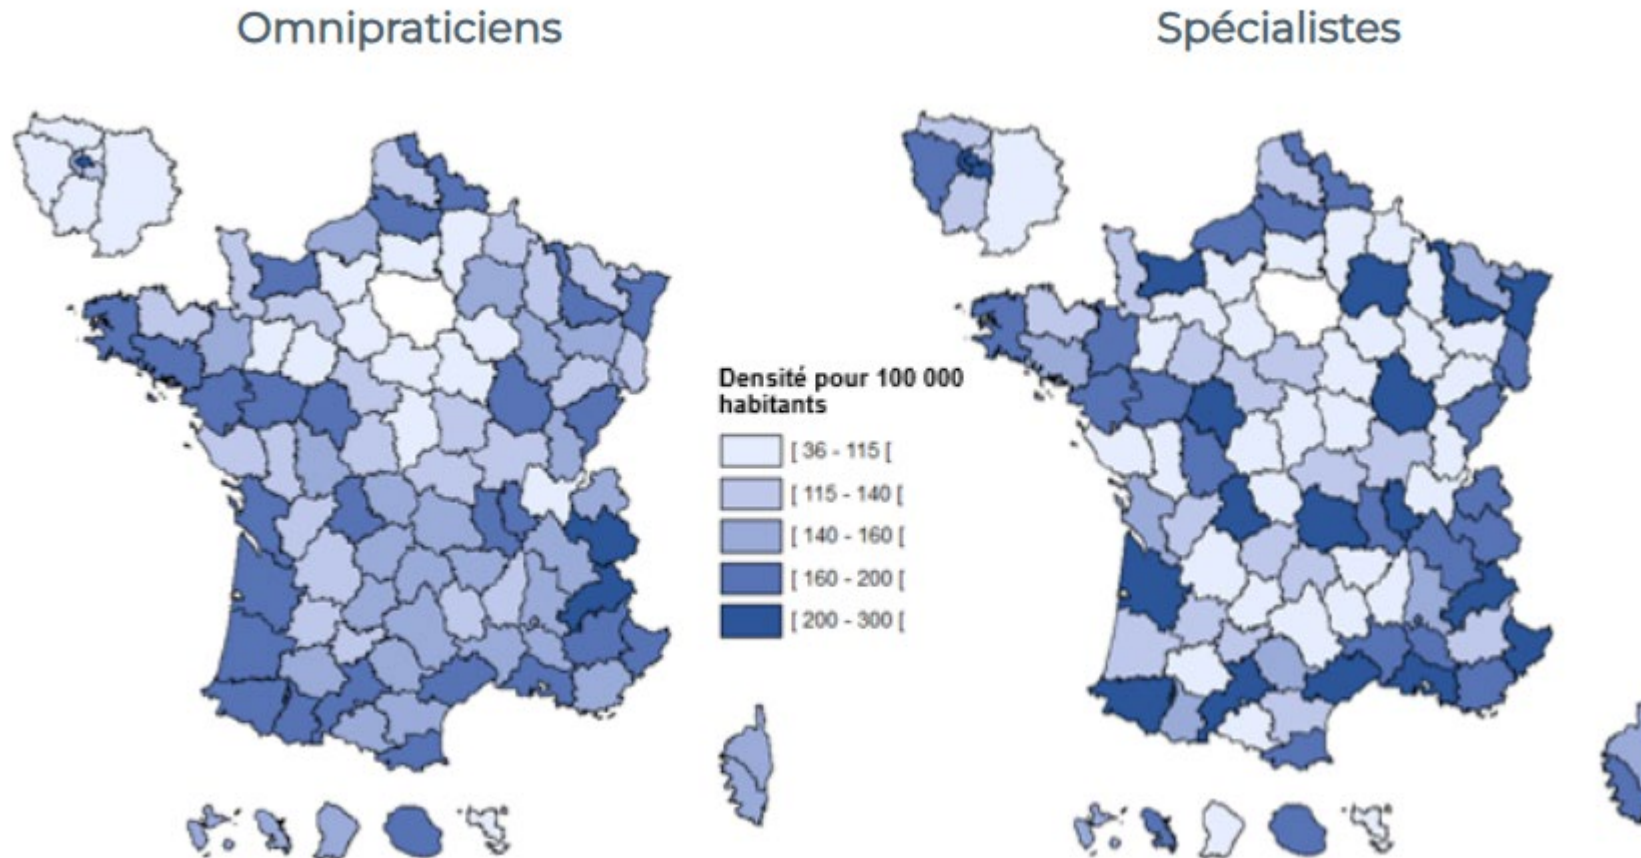 Omnipraticiens
Spécialistes
Densité pour 100 000
habitants
[ 36 - 115 [
[ 115 - 140 [
[ 140 - 160 [
[ 160 - 200 [
[ 200 - 300 [